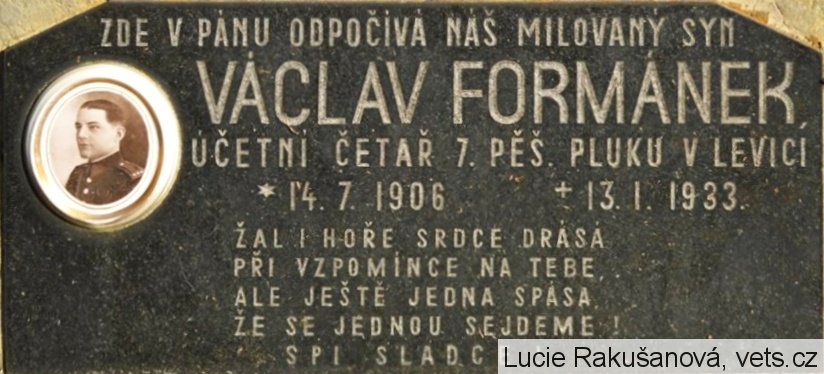 ZDE V PÁNU ODPOČÍVÁ NÁŠ MILOVANÝ SYN
VÁCLAV FORMÁNEK,
ÚČETNÍ ČETAŘ 7. PĚŠ. PLUKU V LEVICÍ
* 14. 7. 1906 ± 13. 1. 1933.
ŽAL I HOŘE SRDCE DRÁSÁ
PŘI VZPOMÍNCE NA TEBE,
ALE JEŠTĚ JEDNA SPÁSA
ŽE SE JEDNOU SEJDEME!
SPI SLADCE
Lucie Rakušanová, vets.cz